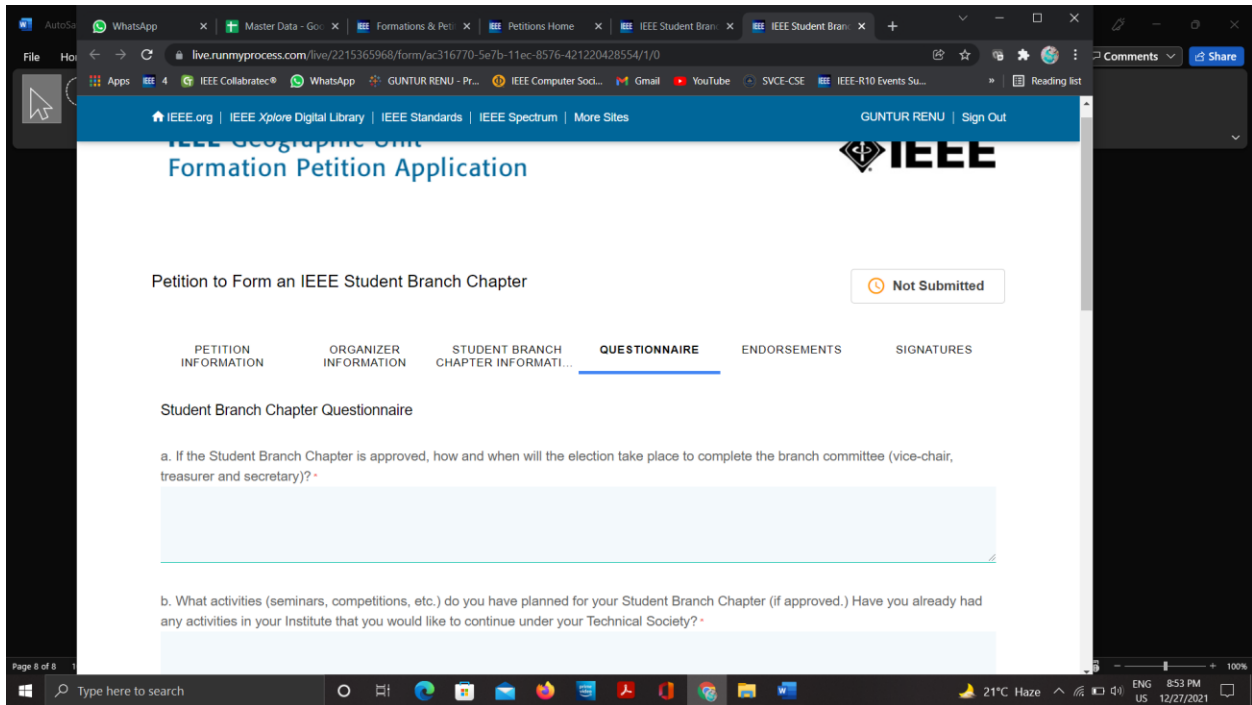 AutoSa
WhatsApp
Master Data - Goo
Formations & Peti
Petitions Home
IEEE Student Branc
IEEE Student Branc
File
Ho
live.runmyprocess.com/live/2215365968/form/ac316770-5e7b-11ec-8576-421220428554/1/0
Comments
Share
Apps
4
IEEE Collabratec®
WhatsApp
GUNTUR RENU - Pr...
IEEE Computer Soci...
Gmail
YouTube
SVCE-CSE
IEEE-R10 Events Su...
»
Reading list
IEEE.org | IEEE Xplore Digital Library | IEEE Standards | IEEE Spectrum | More Sites
GUNTUR RENU | Sign Out
IEEE Geographic Unit
Formation Petition Application
IEEE
Petition to Form an IEEE Student Branch Chapter
Not Submitted
PETITION
INFORMATION
ORGANIZER
INFORMATION
STUDENT BRANCH
CHAPTER INFORMATI...
QUESTIONNAIRE
ENDORSEMENTS
SIGNATURES
Student Branch Chapter Questionnaire
a. If the Student Branch Chapter is approved, how and when will the election take place to complete the branch committee (vice-chair,
treasurer and secretary)? *
b. What activities (seminars, competitions, etc.) do you have planned for your Student Branch Chapter (if approved.) Have you already had
any activities in your Institute that you would like to continue under your Technical Society? *
Page 8 of 8
100%
Type here to search
21°C Haze
ENG
US
8:53 PM
12/27/2021